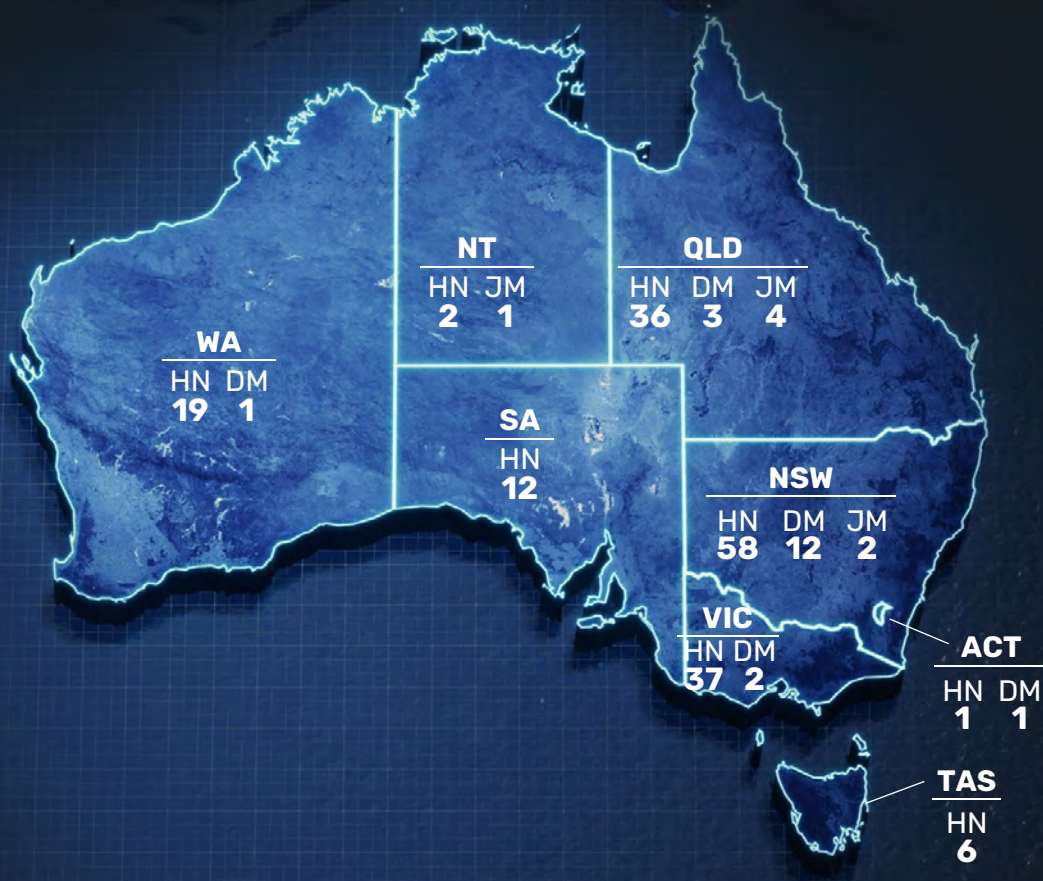 NT
HN JM
2 1
QLD
HN DM JM
36 3 4
WA
HN DM
19 1
SA
HN
12
NSW
HN DM JM
58 12 2
VIC
HN DM
37 2
ACT
HN DM
1 1
TAS
HN
6